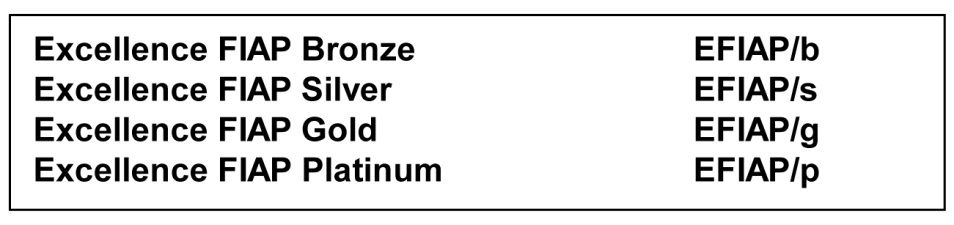 Excellence FIAP Bronze EFIAP/b
Excellence FIAP Silver EFIAP/s
Excellence FIAP Gold EFIAP/g
Excellence FIAP Platinum EFIAP/p